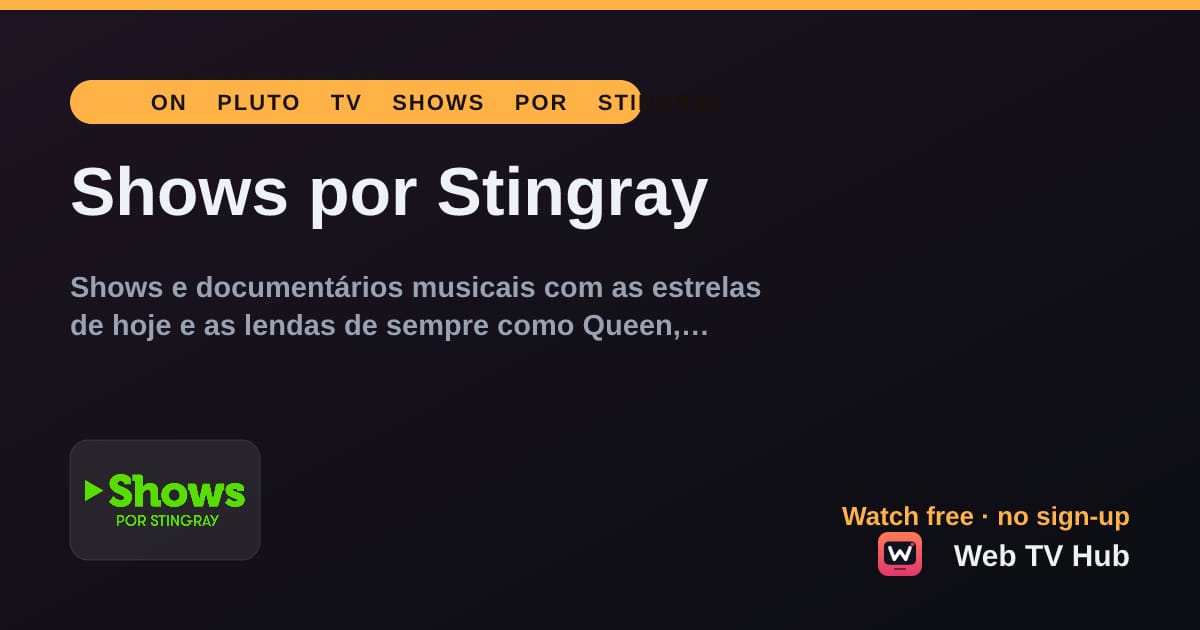 ON PLUTO TV SHOWS POR STINGRAY
Shows por Stingray
Shows e documentários musicais com as estrelas
de hoje e as lendas de sempre como Queen,…
Shows
POR STINGRAY
Watch free · no sign-up
W
Web TV Hub